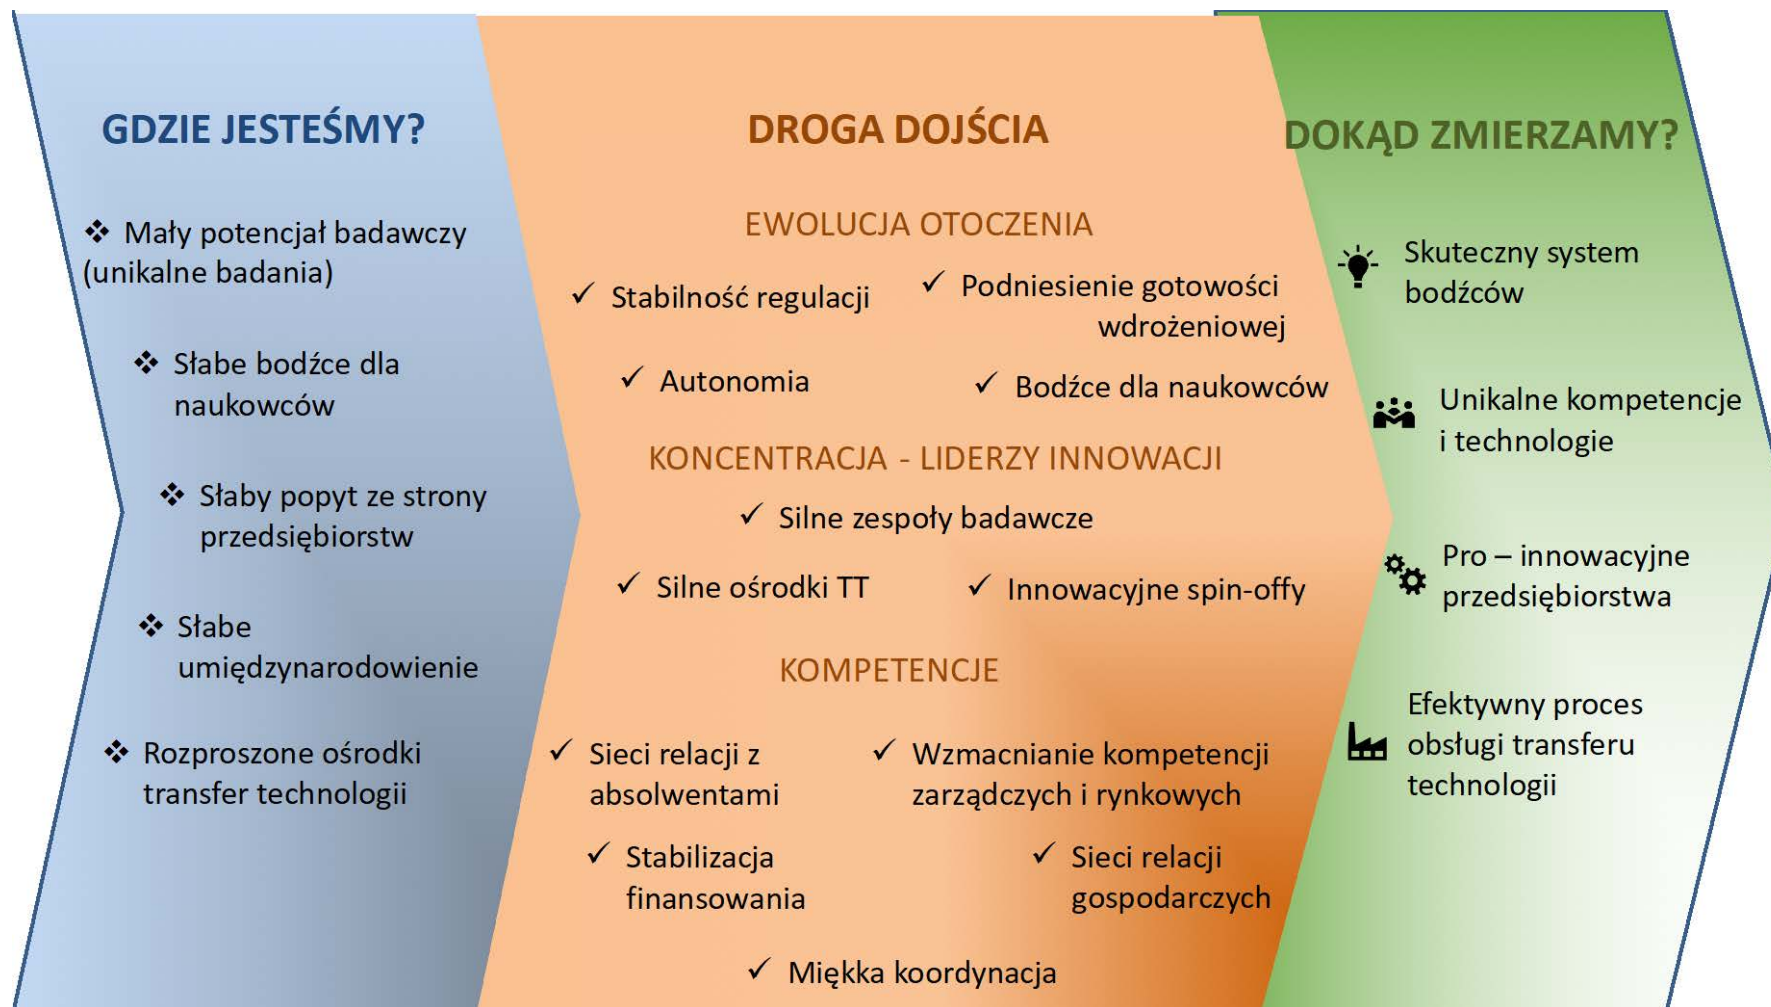 GDZIE JESTEŚMY?
Mały potencjał badawczy
(unikalne badania)
Słabe bodźce dla
naukowców
Słaby popyt ze strony
przedsiębiorstw
Słabe
umiędzynarodowienie
Rozproszone ośrodki
transfer technologii
DROGA DOJŚCIA
EWOLUCJA OTOCZENIA
✓ Stabilność regulacji
✓ Podniesienie gotowości
wdrożeniowej
✓ Autonomia
✓ Bodźce dla naukowców
KONCENTRACJA - LIDERZY INNOWACJI
✓ Silne zespoły badawcze
✓ Silne ośrodki TT
✓ Innowacyjne spin-offy
KOMPETENCJE
✓ Sieci relacji z
absolwentami
✓ Wzmacnianie kompetencji
zarządczych i rynkowych
✓ Stabilizacja
finansowania
✓ Sieci relacji
gospodarczych
✓ Miękka koordynacja
DOKĄD ZMIERZAMY?
Skuteczny system
bodźców
Unikalne kompetencje
i technologie
Pro – innowacyjne
przedsiębiorstwa
Efektywny proces
obsługi transferu
technologii